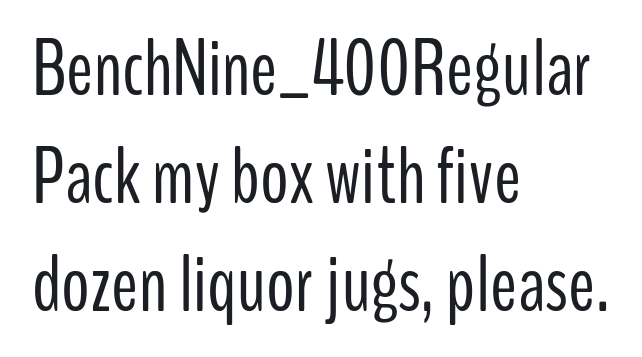 BenchNine_400Regular
Pack my box with five
dozen liquor jugs, please.